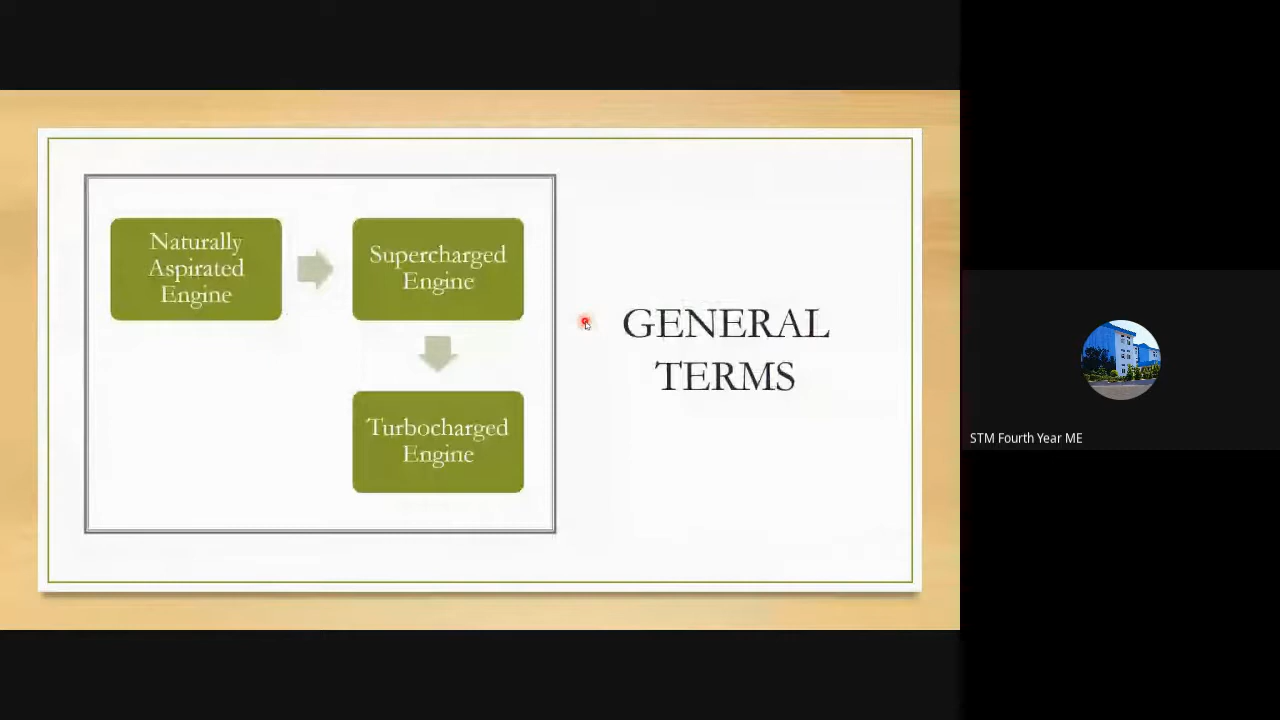 Naturally
Aspirated
Engine
Supercharged
Engine
Turbocharged
Engine
GENERAL
TERMS
STM Fourth Year ME